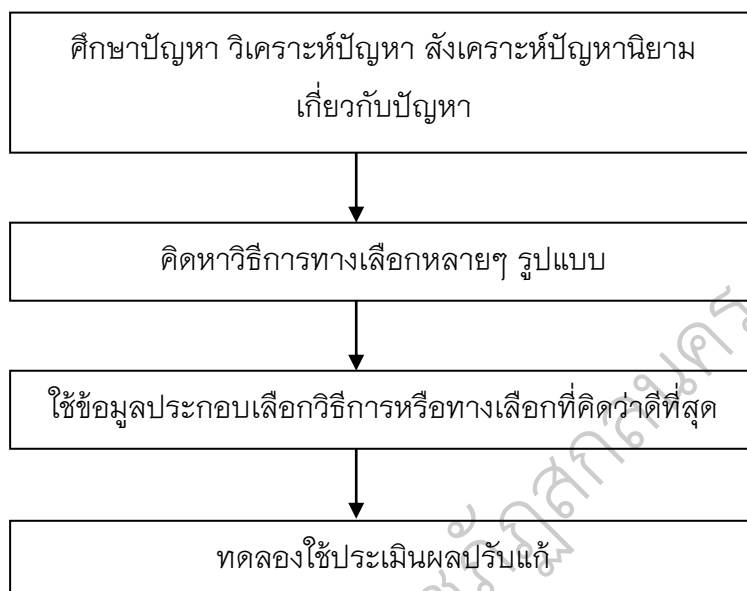 ศึกษาปัญหา วิเคราะห์ปัญหา สังเคราะห์ปัญหานิยาม
เกี่ยวกับปัญหา
คิดหาวิธีการทางเลือกหลายๆ รูปแบบ
ใช้ข้อมูลประกอบเลือกวิธีการหรือทางเลือกที่คิดว่าดีที่สุด
ทดลองใช้ประเมินผลปรับแก้